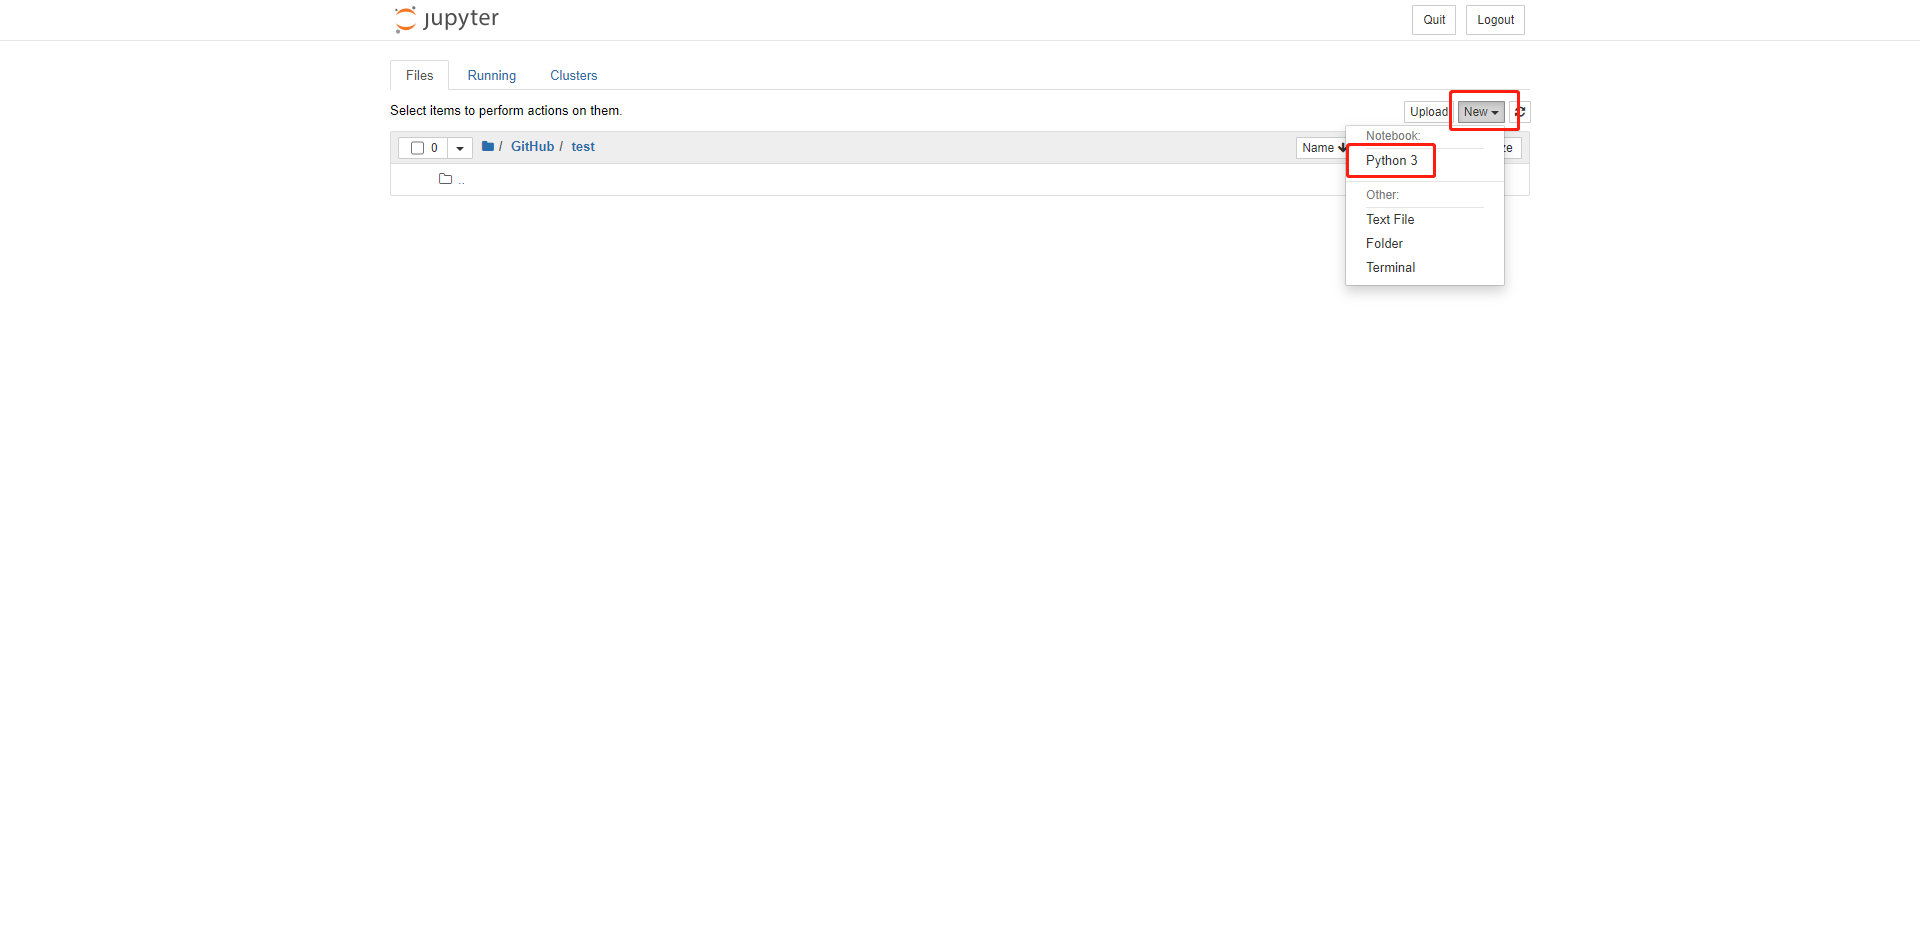 jupyter
Quit
Logout
Files
Running
Clusters
Select items to perform actions on them.
Upload
New
0
/ GitHub / test
Name
ze
..
Notebook:
Python 3
Other:
Text File
Folder
Terminal